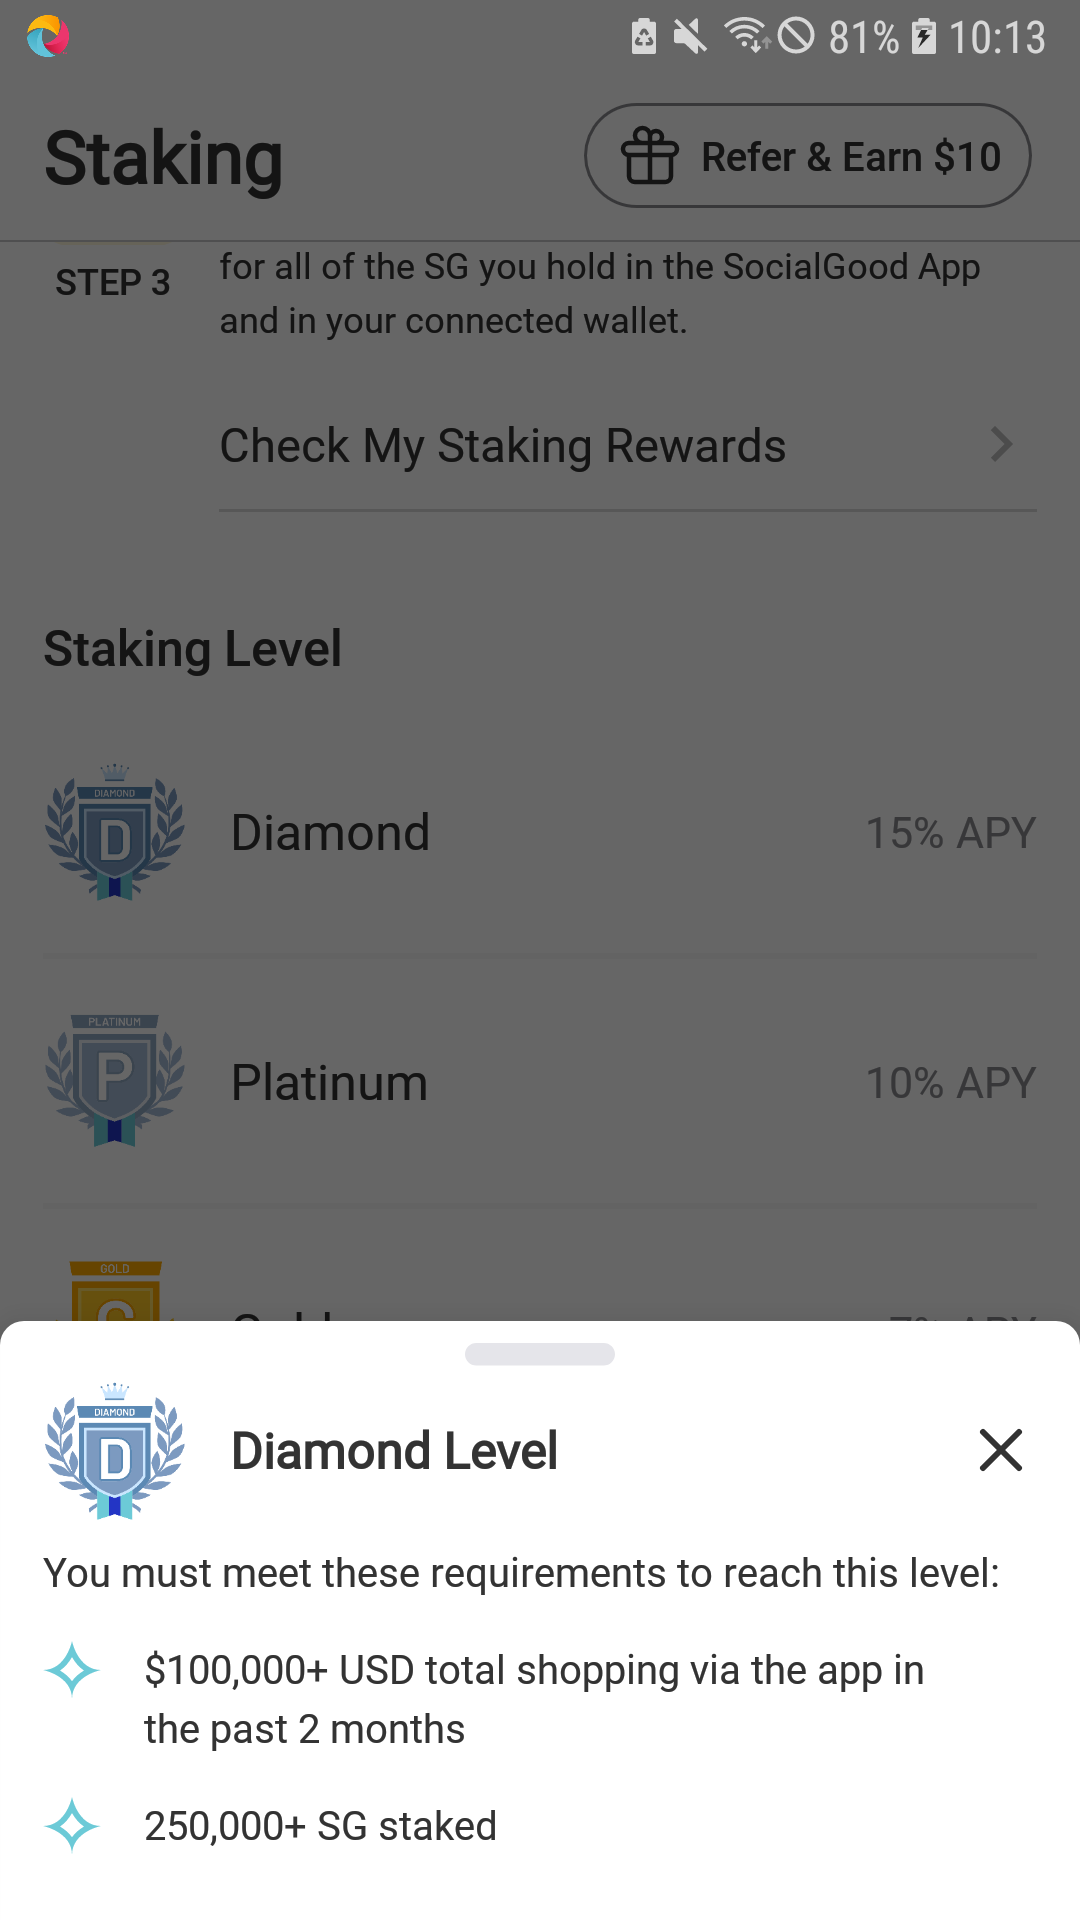 81% 10:13
Staking
Refer & Earn $10
STEP 3
for all of the SG you hold in the SocialGood App
and in your connected wallet.
Check My Staking Rewards
Staking Level
DIAMOND
D
Diamond
15% APY
PLATINUM
P
Platinum
10% APY
GOLD
G
Gold
7% APY
DIAMOND
D
Diamond Level
You must meet these requirements to reach this level:
$100,000+ USD total shopping via the app in
the past 2 months
250,000+ SG staked